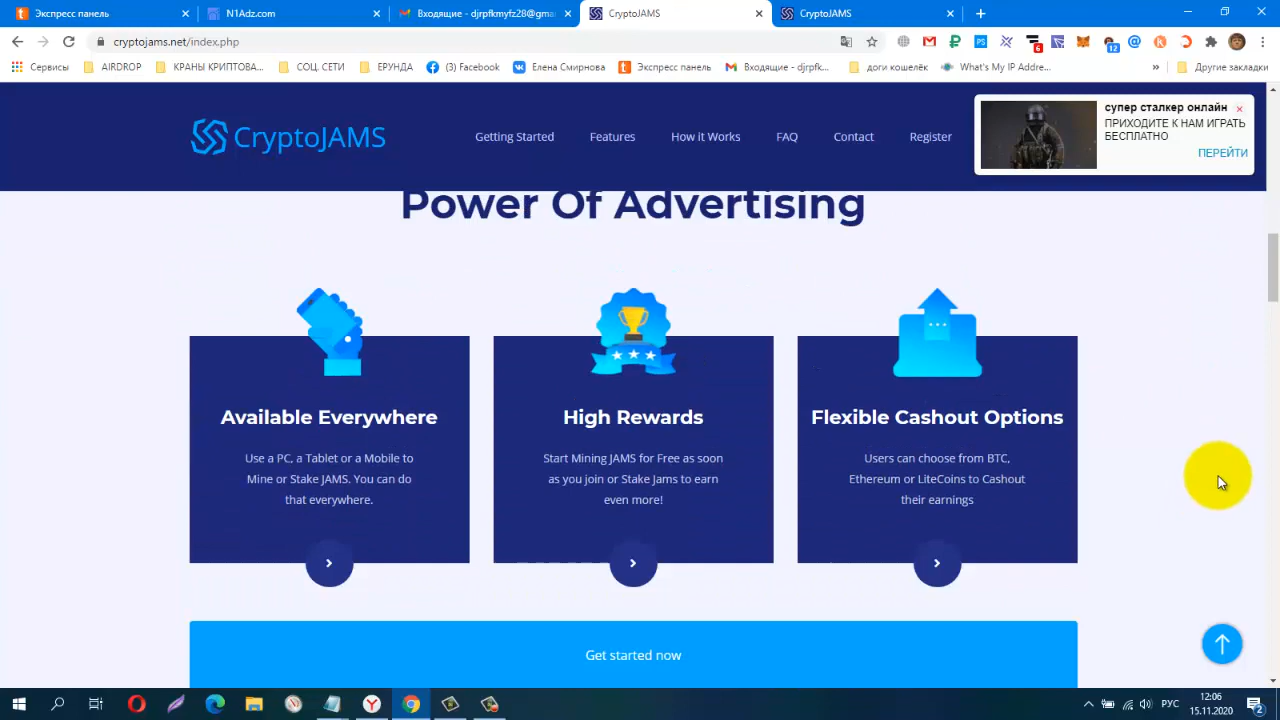 Экспресс панель
N1Adz.com
Входящие - djrpfkmyfz28@gma
CryptoJAMS
CryptoJAMS
cryptojams.net/index.php
6
12
Сервисы
AIRDROP
КРАНЫ КРИПТОВА...
СОЦ. СЕТИ
ЕРУНДА
(3) Facebook
Елена Смирнова
Экспресс панель
Входящие - djrpfk...
доги кошелёк
What's My IP Addre...
»
Другие закладки
CryptoJAMS
Getting Started
Features
How it Works
FAQ
Contact
Register
супер сталкер онлайн
ПРИХОДИТЕ К НАМ ИГРАТЬ
БЕСПЛАТНО
ПЕРЕЙТИ
Power Of Advertising
Available Everywhere
Use a PC, a Tablet or a Mobile to
Mine or Stake JAMS. You can do
that everywhere.
High Rewards
Start Mining JAMS for Free as soon
as you join or Stake Jams to earn
even more!
Flexible Cashout Options
Users can choose from BTC,
Ethereum or LiteCoins to Cashout
their earnings
Get started now
РУС
12:06
15.11.2020
2